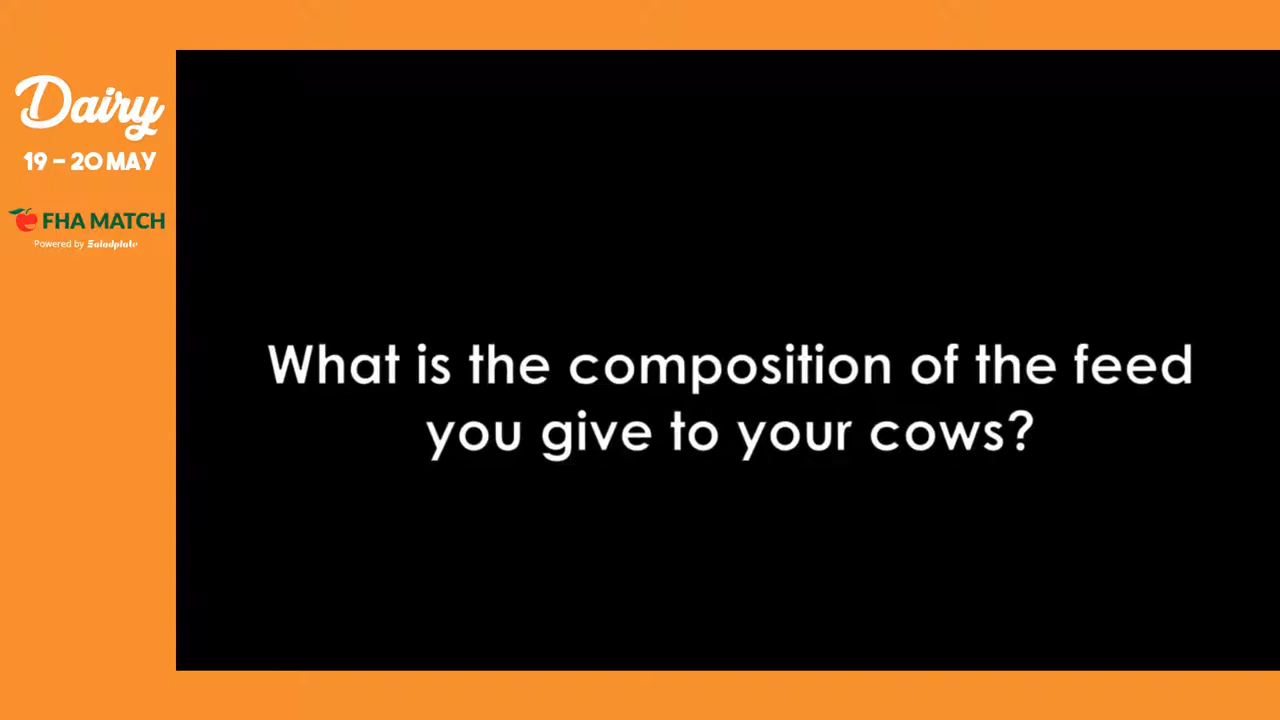 Dairy
19 – 20 MAY
FHA MATCH
Powered by Saladplate
What is the composition of the feed
you give to your cows?